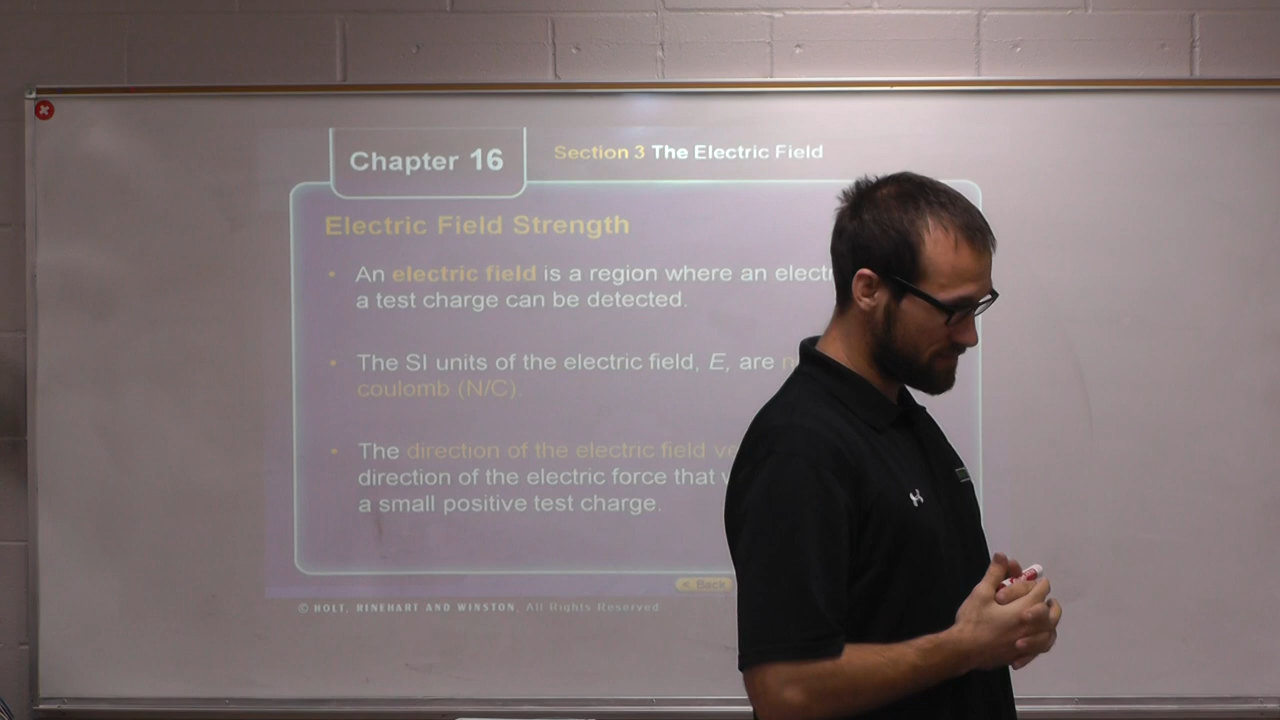 Chapter 16
Section 3 The Electric Field
Electric Field Strength
• An electric field is a region where an
a test charge can be detected.
• The SI units of the electric field, E, are
coulomb (N/C).
• The direction of the electric field
direction of the electric force that
a small positive test charge.
< Back
© HOLT, RINEHART AND WINSTON, All Rights Reserved